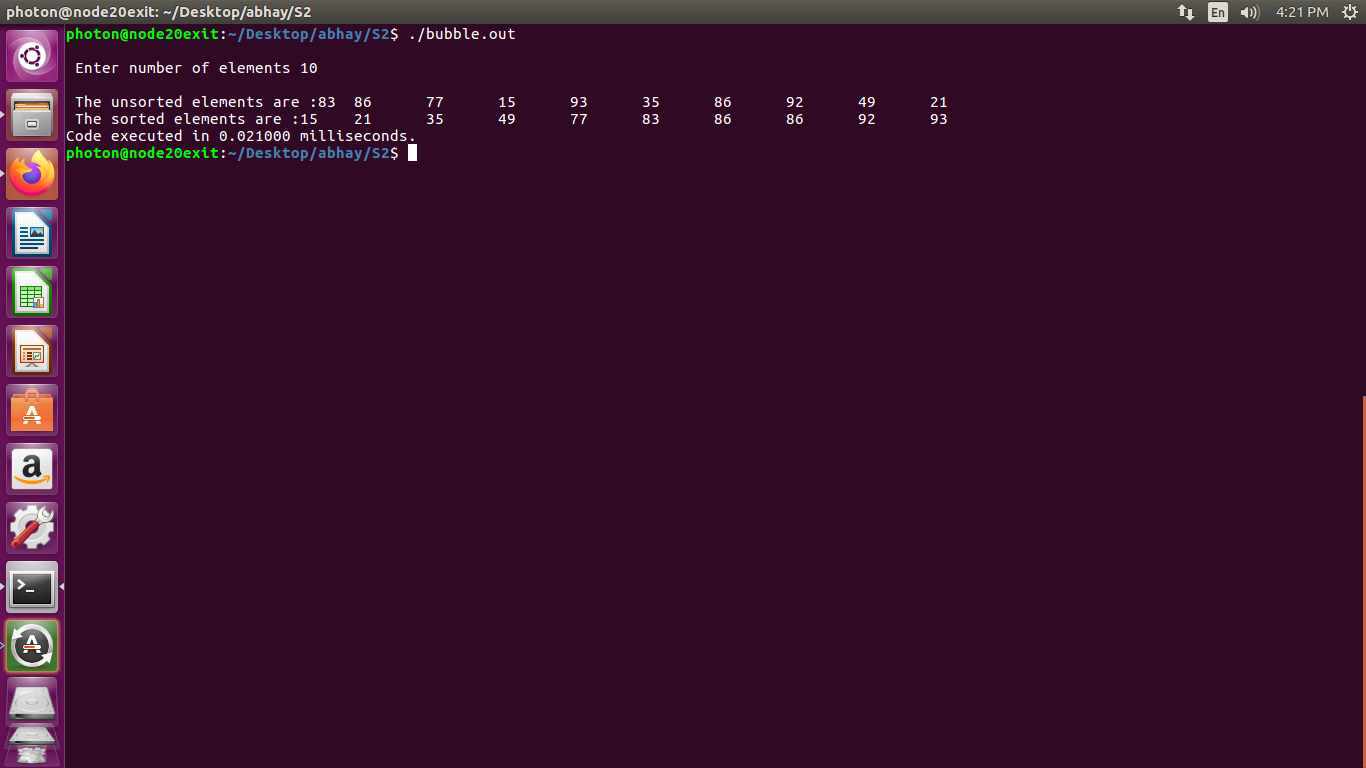 photon@node20exit: ~/Desktop/abhay/S2
En
4:21 PM
photon@node20exit:~/Desktop/abhay/S2$ ./bubble.out
Enter number of elements 10
The unsorted elements are :83 86 77 15 93 35 86 92 49 21
The sorted elements are :15 21 35 49 77 83 86 86 92 93
Code executed in 0.021000 milliseconds.
photon@node20exit:~/Desktop/abhay/S2$